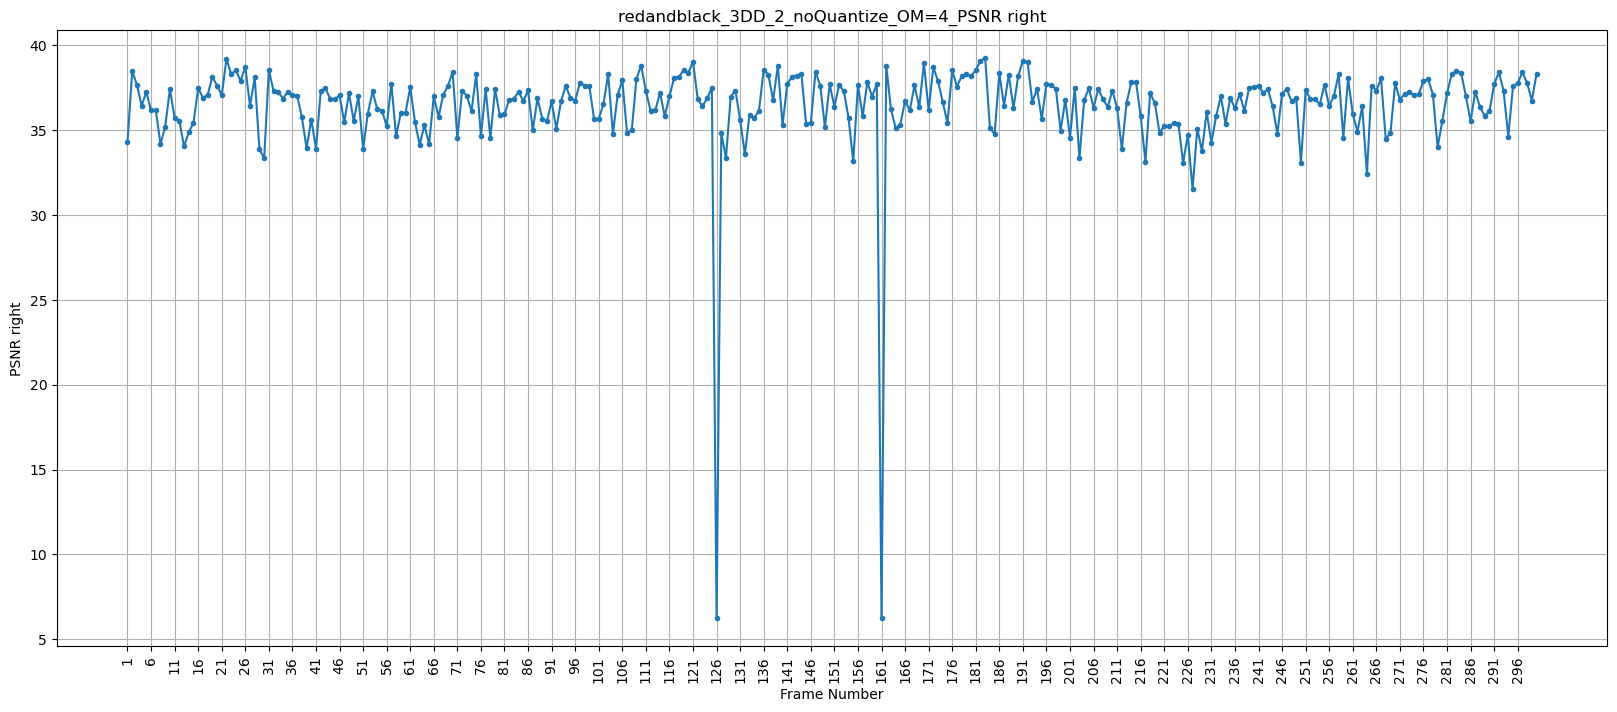 redandblack_3DD_2_noQuantize_OM=4_PSNR right
PSNR right
40
35
30
25
20
15
10
5
1 6 11 16 21 26 31 36 41 46 51 56 61 66 71 76 81 86 91 96 101 106 111 116 121 126 131 136 141 146 151 156 161 166 171 176 181 186 191 196 201 206 211 216 221 226 231 236 241 246 251 256 261 266 271 276 281 286 291 296
Frame Number